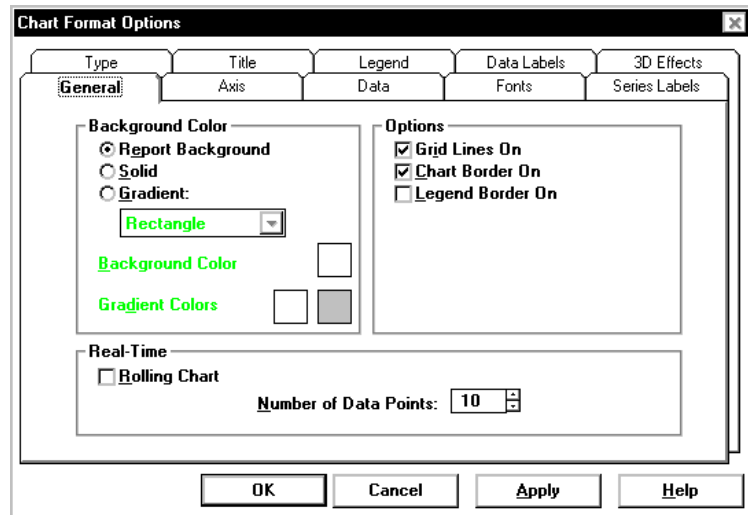 Chart Format Options
Type Title Legend Data Labels 3D Effects
General Axis Data Fonts Series Labels
Background Color
Report Background
Solid
Gradient:
Rectangle
Background Color
Gradient Colors
Options
Grid Lines On
Chart Border On
Legend Border On
Real-Time
Rolling Chart
Number of Data Points: 10
OK Cancel Apply Help